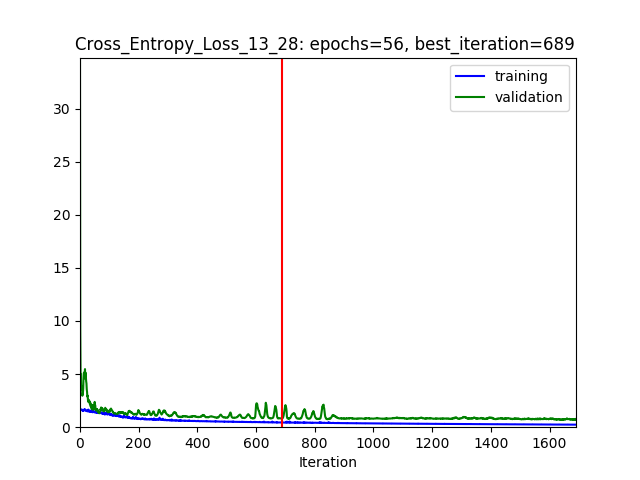 Cross_Entropy_Loss_13_28: epochs=56, best_iteration=689
training
validation
30
25
20
15
10
5
0
0 200 400 600 800 1000 1200 1400 1600
Iteration